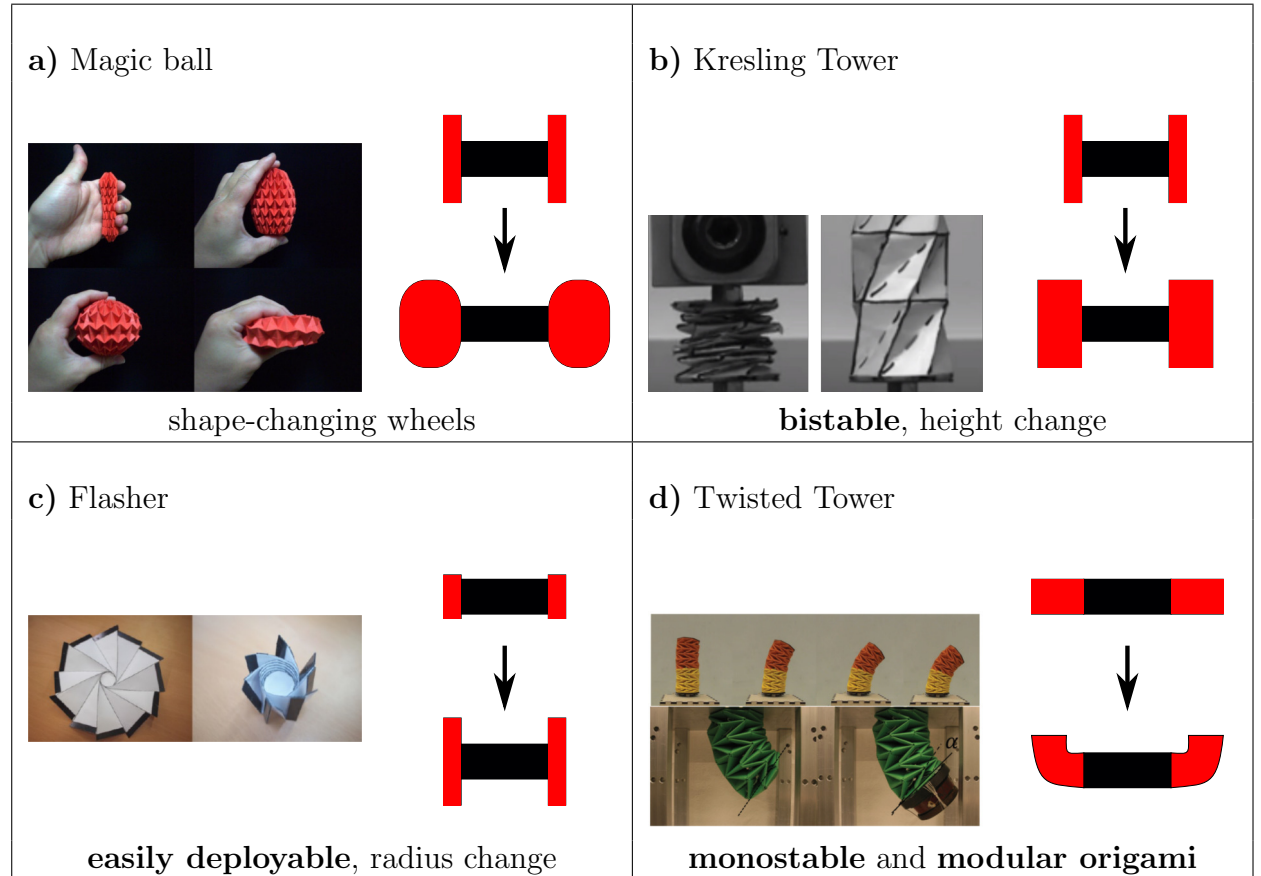 a) Magic ball
shape-changing wheels
b) Kresling Tower
bistable, height change
c) Flasher
easily deployable, radius change
d) Twisted Tower
α
monostable and modular origami